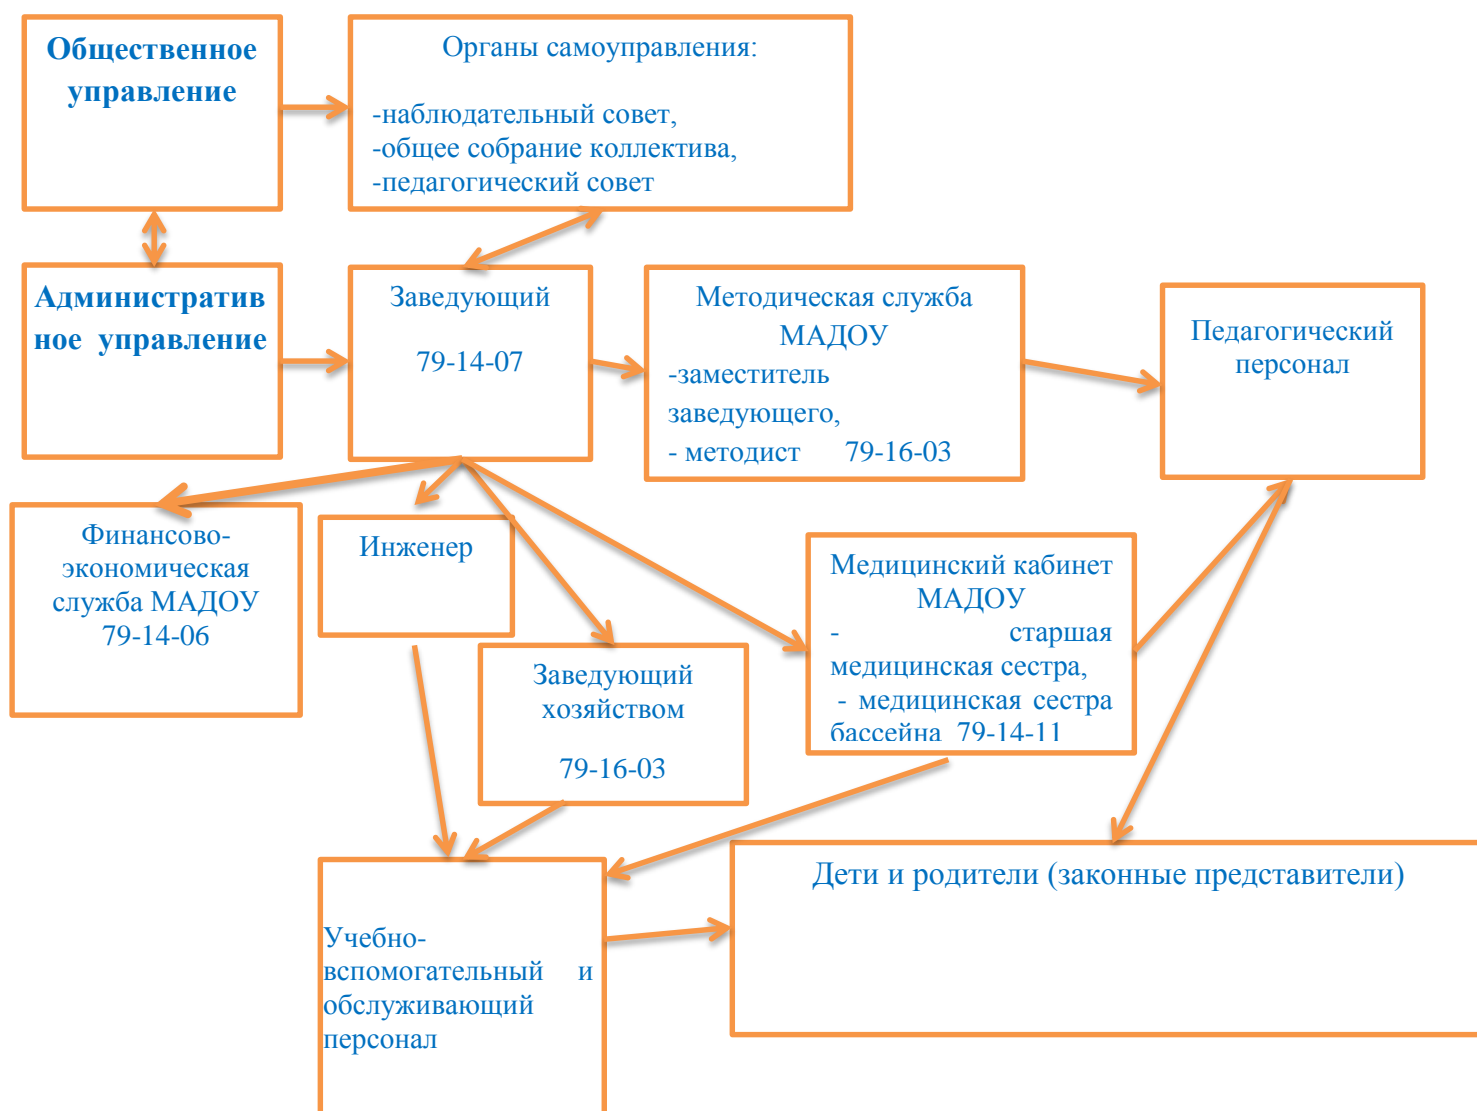 Общественное
управление
Органы самоуправления:
-наблюдательный совет,
-общее собрание коллектива,
-педагогический совет
Административ
ное управление
Заведующий
79-14-07
Методическая служба
МАДОУ
-заместитель
заведующего,
- методист 79-16-03
Педагогический
персонал
Финансово-
экономическая
служба МАДОУ
79-14-06
Инженер
Заведующий
хозяйством
79-16-03
Медицинский кабинет
МАДОУ
- старшая
медицинская сестра,
- медицинская сестра
бассейна 79-14-11
Дети и родители (законные представители)
Учебно-
вспомогательный и
обслуживающий
персонал